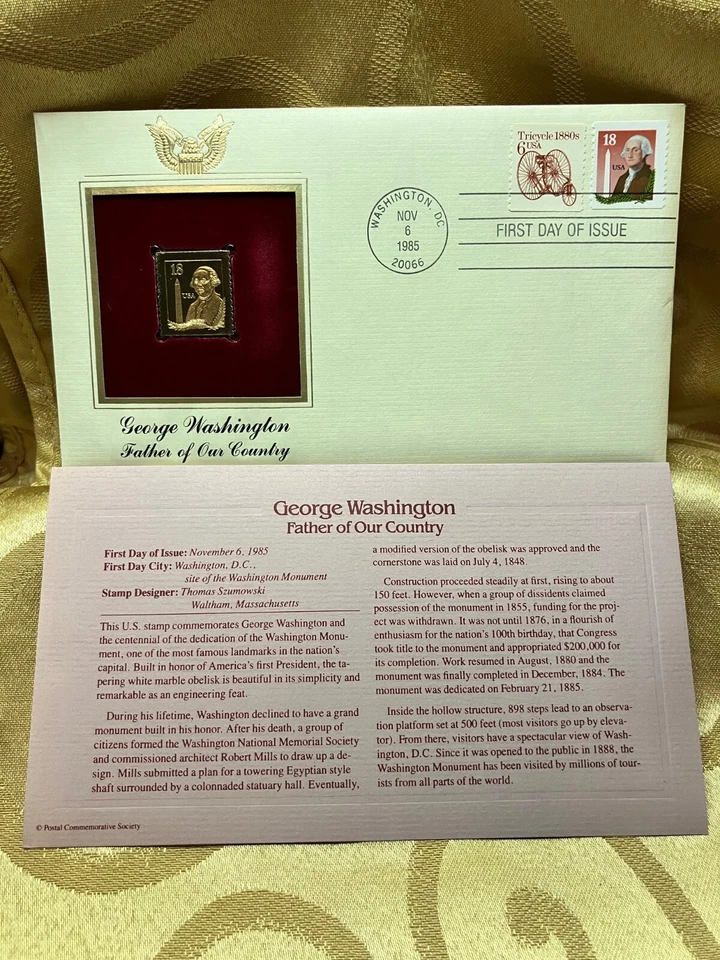 Tricycle 1880s
6 USA
18
USA
WASHINGTON, DC
NOV
6
1985
20066
FIRST DAY OF ISSUE
18
USA
George Washington
Father of Our Country
George Washington
Father of Our Country
First Day of Issue: November 6, 1985
First Day City: Washington, D.C.,
site of the Washington Monument
Stamp Designer: Thomas Szumowski
Waltham, Massachusetts
This U.S. stamp commemorates George Washington and
the centennial of the dedication of the Washington Monu-
ment, one of the most famous landmarks in the nation's
capital. Built in honor of America's first President, the ta-
pering white marble obelisk is beautiful in its simplicity and
remarkable as an engineering feat.
During his lifetime, Washington declined to have a grand
monument built in his honor. After his death, a group of
citizens formed the Washington National Memorial Society
and commissioned architect Robert Mills to draw up a de-
sign. Mills submitted a plan for a towering Egyptian style
shaft surrounded by a colonnaded statuary hall. Eventually,
a modified version of the obelisk was approved and the
cornerstone was laid on July 4, 1848.
Construction proceeded steadily at first, rising to about
150 feet. However, when a group of dissidents claimed
possession of the monument in 1855, funding for the proj-
ect was withdrawn. It was not until 1876, in a flourish of
enthusiasm for the nation's 100th birthday, that Congress
took title to the monument and appropriated $200,000 for
its completion. Work resumed in August, 1880 and the
monument was finally completed in December, 1884. The
monument was dedicated on February 21, 1885.
Inside the hollow structure, 898 steps lead to an observa-
tion platform set at 500 feet (most visitors go up by eleva-
tor). From there, visitors have a spectacular view of Wash-
ington, D.C. Since it was opened to the public in 1888, the
Washington Monument has been visited by millions of tour-
ists from all parts of the world.
© Postal Commemorative Society